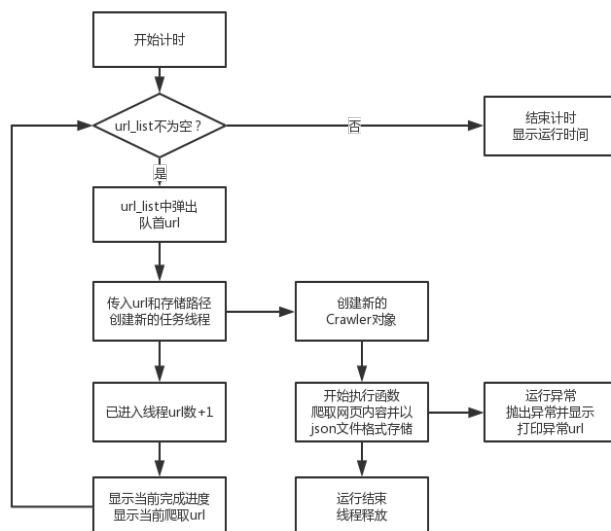 开始计时
url_list不为空?
否
结束计时
显示运行时间
是
url_list中弹出
队首url
传入url和存储路径
创建新的任务线程
创建新的
Crawler对象
已进入线程url数+1
开始执行函数
爬取网页内容并以
json文件格式存储
运行异常
抛出异常并显示
打印异常url
显示当前完成进度
显示当前爬取url
运行结束
线程释放